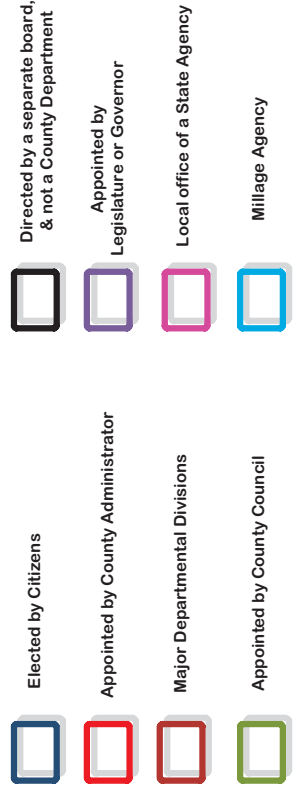 Elected by Citizens
Appointed by County Administrator
Major Departmental Divisions
Appointed by County Council
Directed by a separate board,
& not a County Department
Appointed by
Legislature or Governor
Local office of a State Agency
Millage Agency